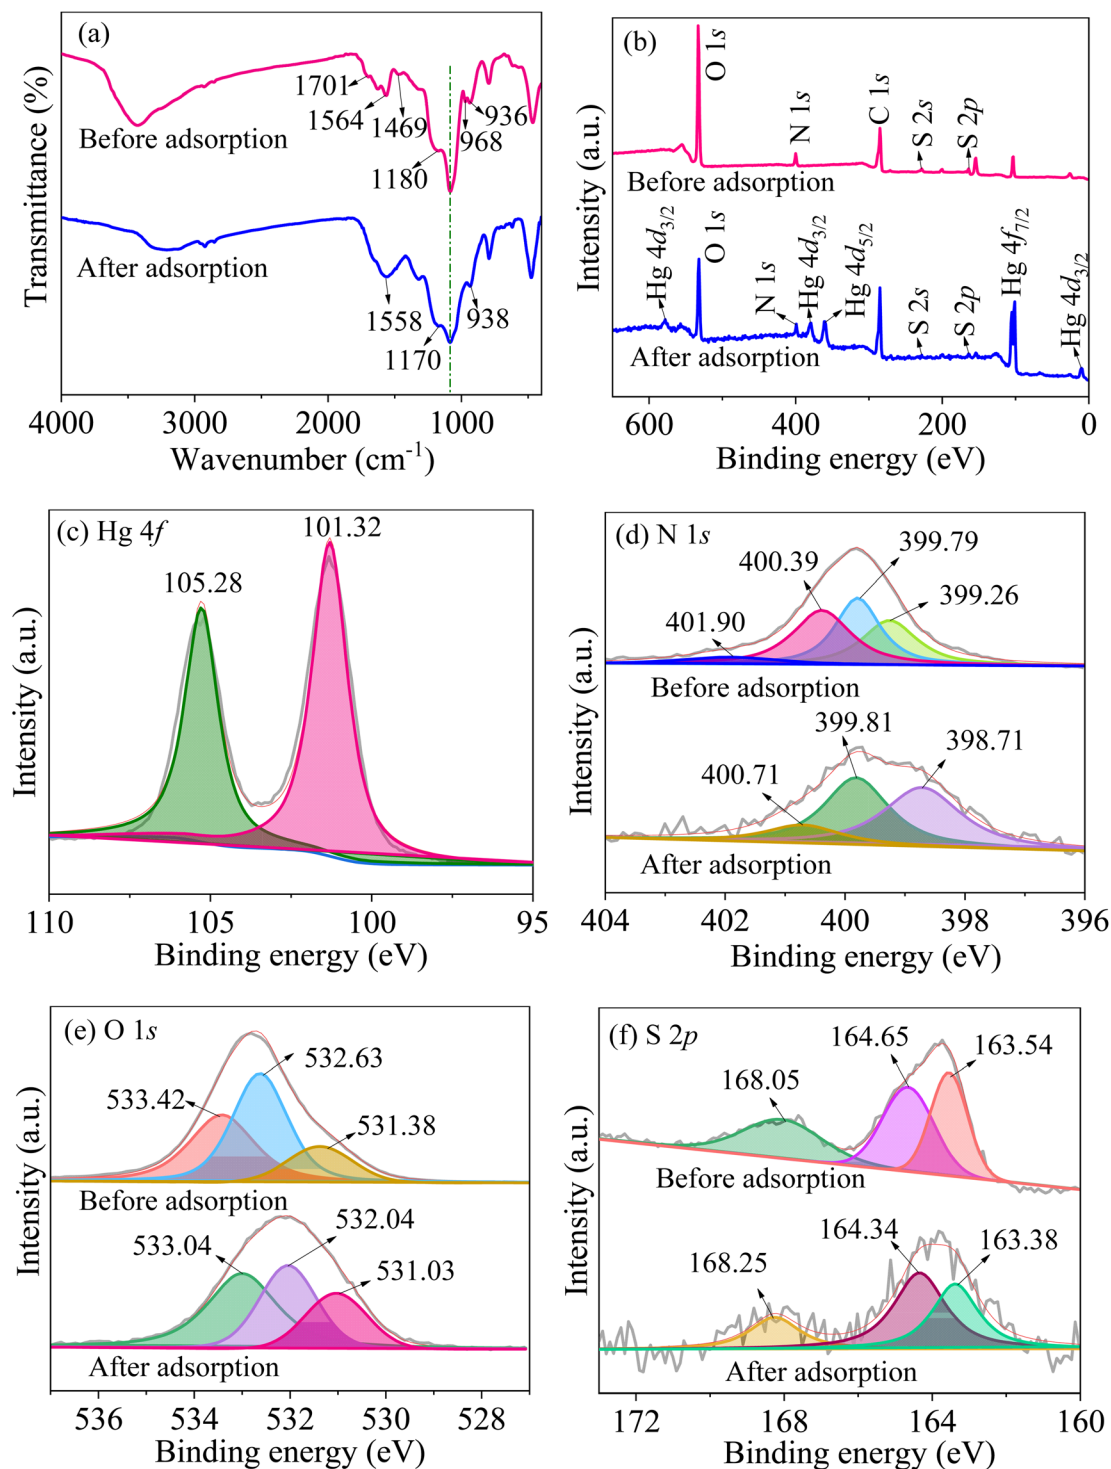 (a)
Transmittance (%)
1701
1564
1469
1180
968
936
Before adsorption
After adsorption
1558
1170
938
4000
3000
2000
1000
Wavenumber (cm⁻¹)
(b)
Intensity (a.u.)
O 1s
N 1s
C 1s
S 2s
S 2p
Before adsorption
Hg 4d3/2
O 1s
N 1s
Hg 4d3/2
Hg 4d5/2
S 2s
S 2p
Hg 4f7/2
Hg 4d3/2
After adsorption
600
400
200
0
Binding energy (eV)
(c) Hg 4f
Intensity (a.u.)
105.28
101.32
110
105
100
95
Binding energy (eV)
(d) N 1s
Intensity (a.u.)
401.90
400.39
399.79
399.26
Before adsorption
400.71
399.81
398.71
After adsorption
404
402
400
398
396
Binding energy (eV)
(e) O 1s
Intensity (a.u.)
533.42
532.63
531.38
Before adsorption
533.04
532.04
531.03
After adsorption
536
534
532
530
528
Binding energy (eV)
(f) S 2p
Intensity (a.u.)
168.05
164.65
163.54
Before adsorption
168.25
164.34
163.38
After adsorption
172
168
164
160
Binding energy (eV)